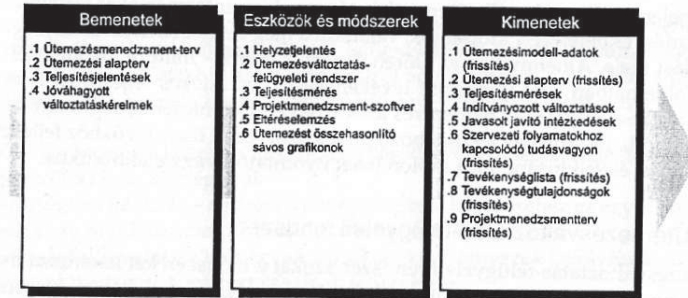 Bemenetek
.1 Ütemezésmenedzsment-terv
.2 Ütemezési alapterv
.3 Teljesítésjelentések
.4 Jóváhagyott
változtatáskérelmek
Eszközök és módszerek
.1 Helyzetjelentés
.2 Ütemezésváltoztatás-
felügyeleti rendszer
.3 Teljesítésmérés
.4 Projektmenedzsment-szoftver
.5 Eltéréselemzés
.6 Ütemezést összehasonlító
sávos grafikonok
Kimenetek
.1 Ütemezésimodell-adatok
(frissítés)
.2 Ütemezési alapterv (frissítés)
.3 Teljesítésmérések
.4 Indítványozott változtatások
.5 Javasolt javító intézkedések
.6 Szervezeti folyamatokhoz
kapcsolódó tudásvagyon
(frissítés)
.7 Tevékenységlista (frissítés)
.8 Tevékenységtulajdonságok
(frissítés)
.9 Projektmenedzsmentterv
(frissítés)